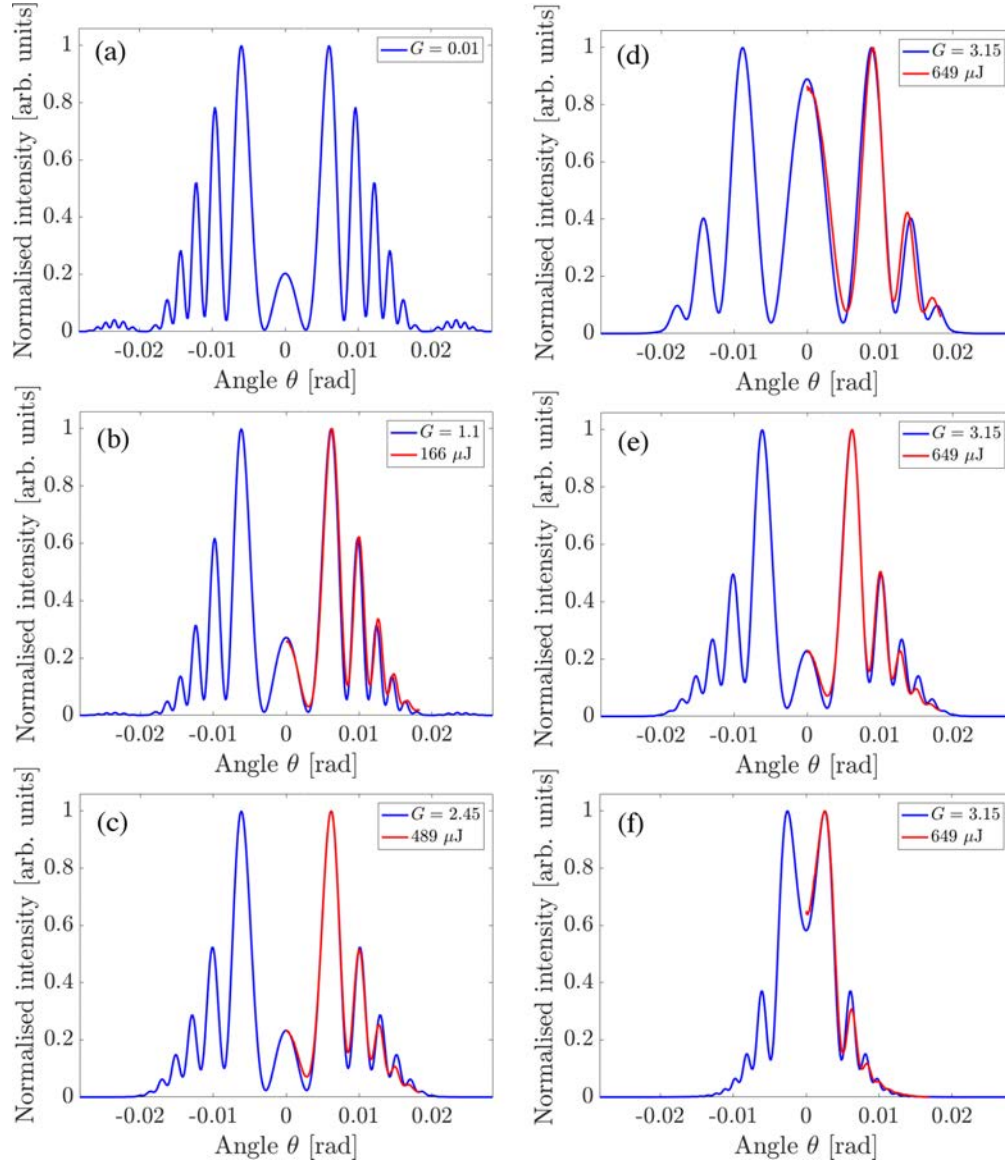 (a)
G = 0.01
Normalised intensity [arb. units]
1
0.8
0.6
0.4
0.2
0
-0.02 -0.01 0 0.01 0.02
Angle θ [rad]
(d)
G = 3.15
649 μJ
Normalised intensity [arb. units]
1
0.8
0.6
0.4
0.2
0
-0.02 -0.01 0 0.01 0.02
Angle θ [rad]
(b)
G = 1.1
166 μJ
Normalised intensity [arb. units]
1
0.8
0.6
0.4
0.2
0
-0.02 -0.01 0 0.01 0.02
Angle θ [rad]
(e)
G = 3.15
649 μJ
Normalised intensity [arb. units]
1
0.8
0.6
0.4
0.2
0
-0.02 -0.01 0 0.01 0.02
Angle θ [rad]
(c)
G = 2.45
489 μJ
Normalised intensity [arb. units]
1
0.8
0.6
0.4
0.2
0
-0.02 -0.01 0 0.01 0.02
Angle θ [rad]
(f)
G = 3.15
649 μJ
Normalised intensity [arb. units]
1
0.8
0.6
0.4
0.2
0
-0.02 -0.01 0 0.01 0.02
Angle θ [rad]